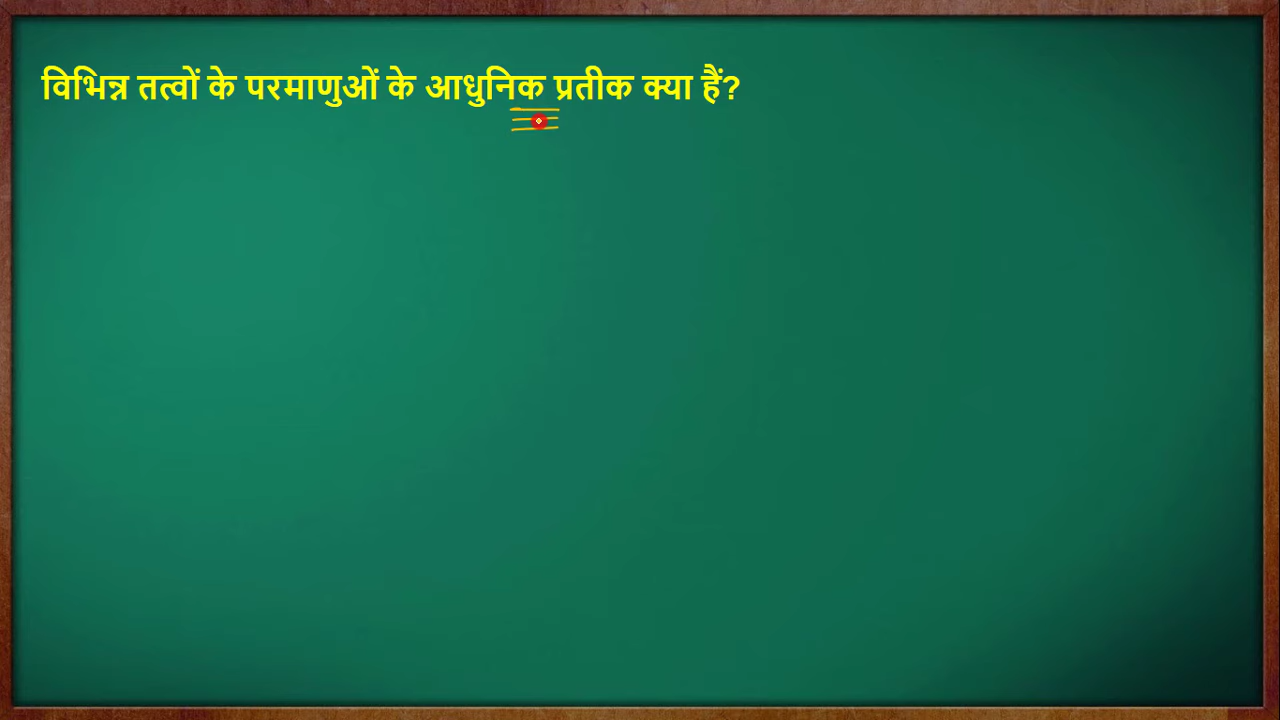 विभिन्न तत्वों के परमाणुओं के आधुनिक प्रतीक क्या हैं?